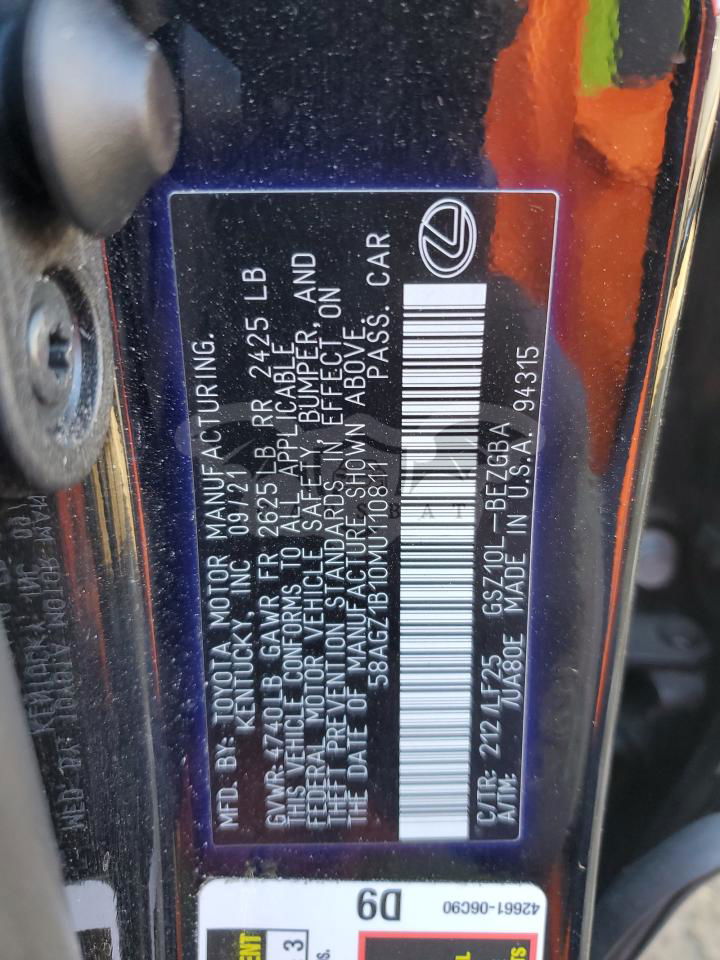 MFD. BY: TOYOTA MOTOR MANUFACTURING,
KENTUCKY, INC 09/21
GVWR 4740 LB GAWR FR 2625 LB RR 2425 LB
THIS VEHICLE CONFORMS TO ALL APPLICABLE
FEDERAL MOTOR VEHICLE SAFETY, BUMPER, AND
THEFT PREVENTION STANDARDS IN EFFECT ON
THE DATE OF MANUFACTURE SHOWN ABOVE.
58AGZ1B10MU110811 PASS. CAR
C/TR: 212 /LF25 GSZ10L-BEZGBA
A/TM: /UA80E MADE IN U.S.A. 94315
D9
42661-06C90